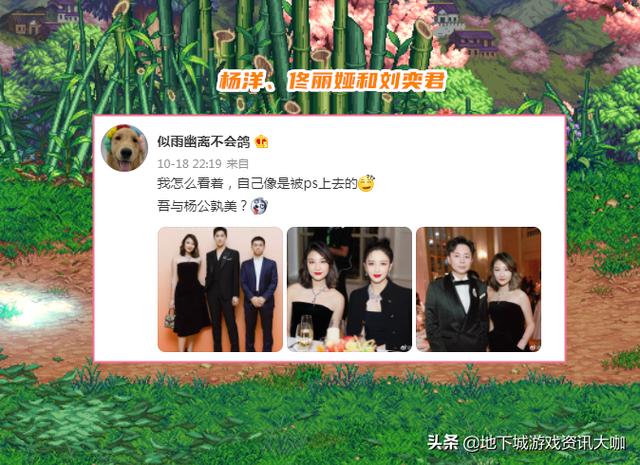 杨洋、佟丽娅和刘奕君
似雨幽离不会鸽
10-18 22:19 来自
我怎么看着，自己像是被ps上去的
吾与杨公孰美？
头条 @地下城游戏资讯大咖